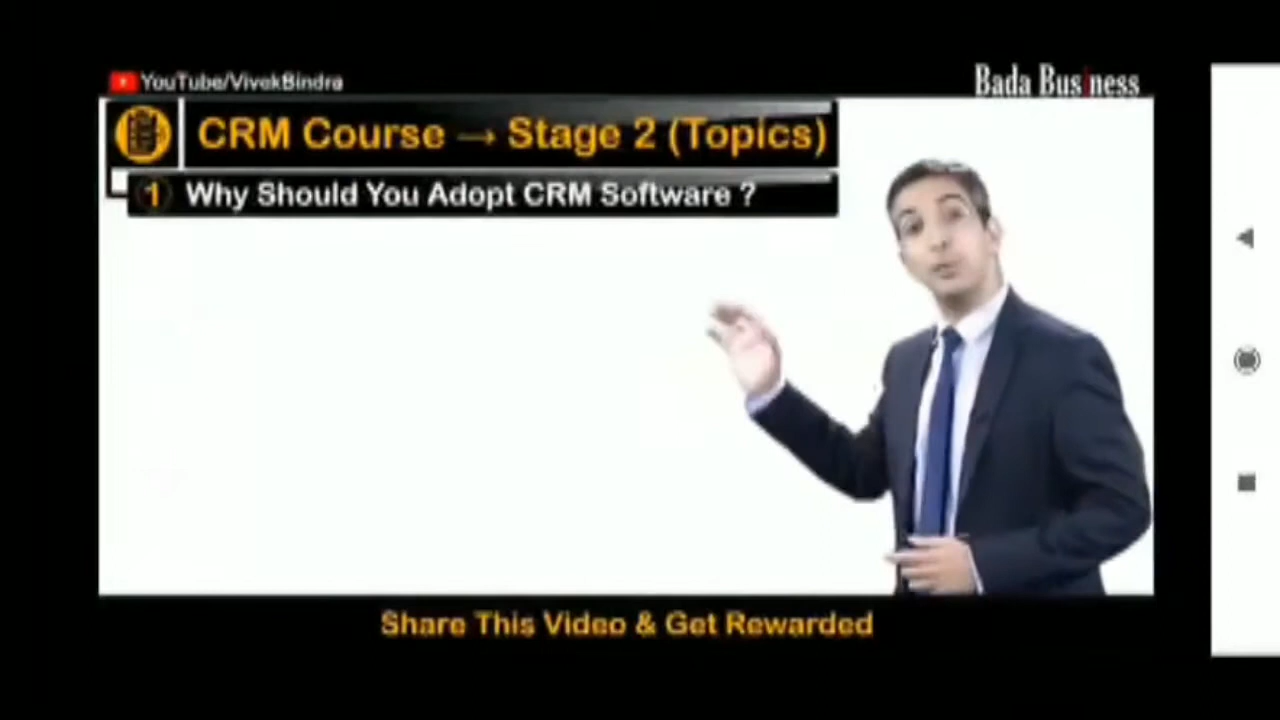 YouTube/VivekBindra
Bada Business
CRM Course → Stage 2 (Topics)
1 Why Should You Adopt CRM Software ?
Share This Video & Get Rewarded